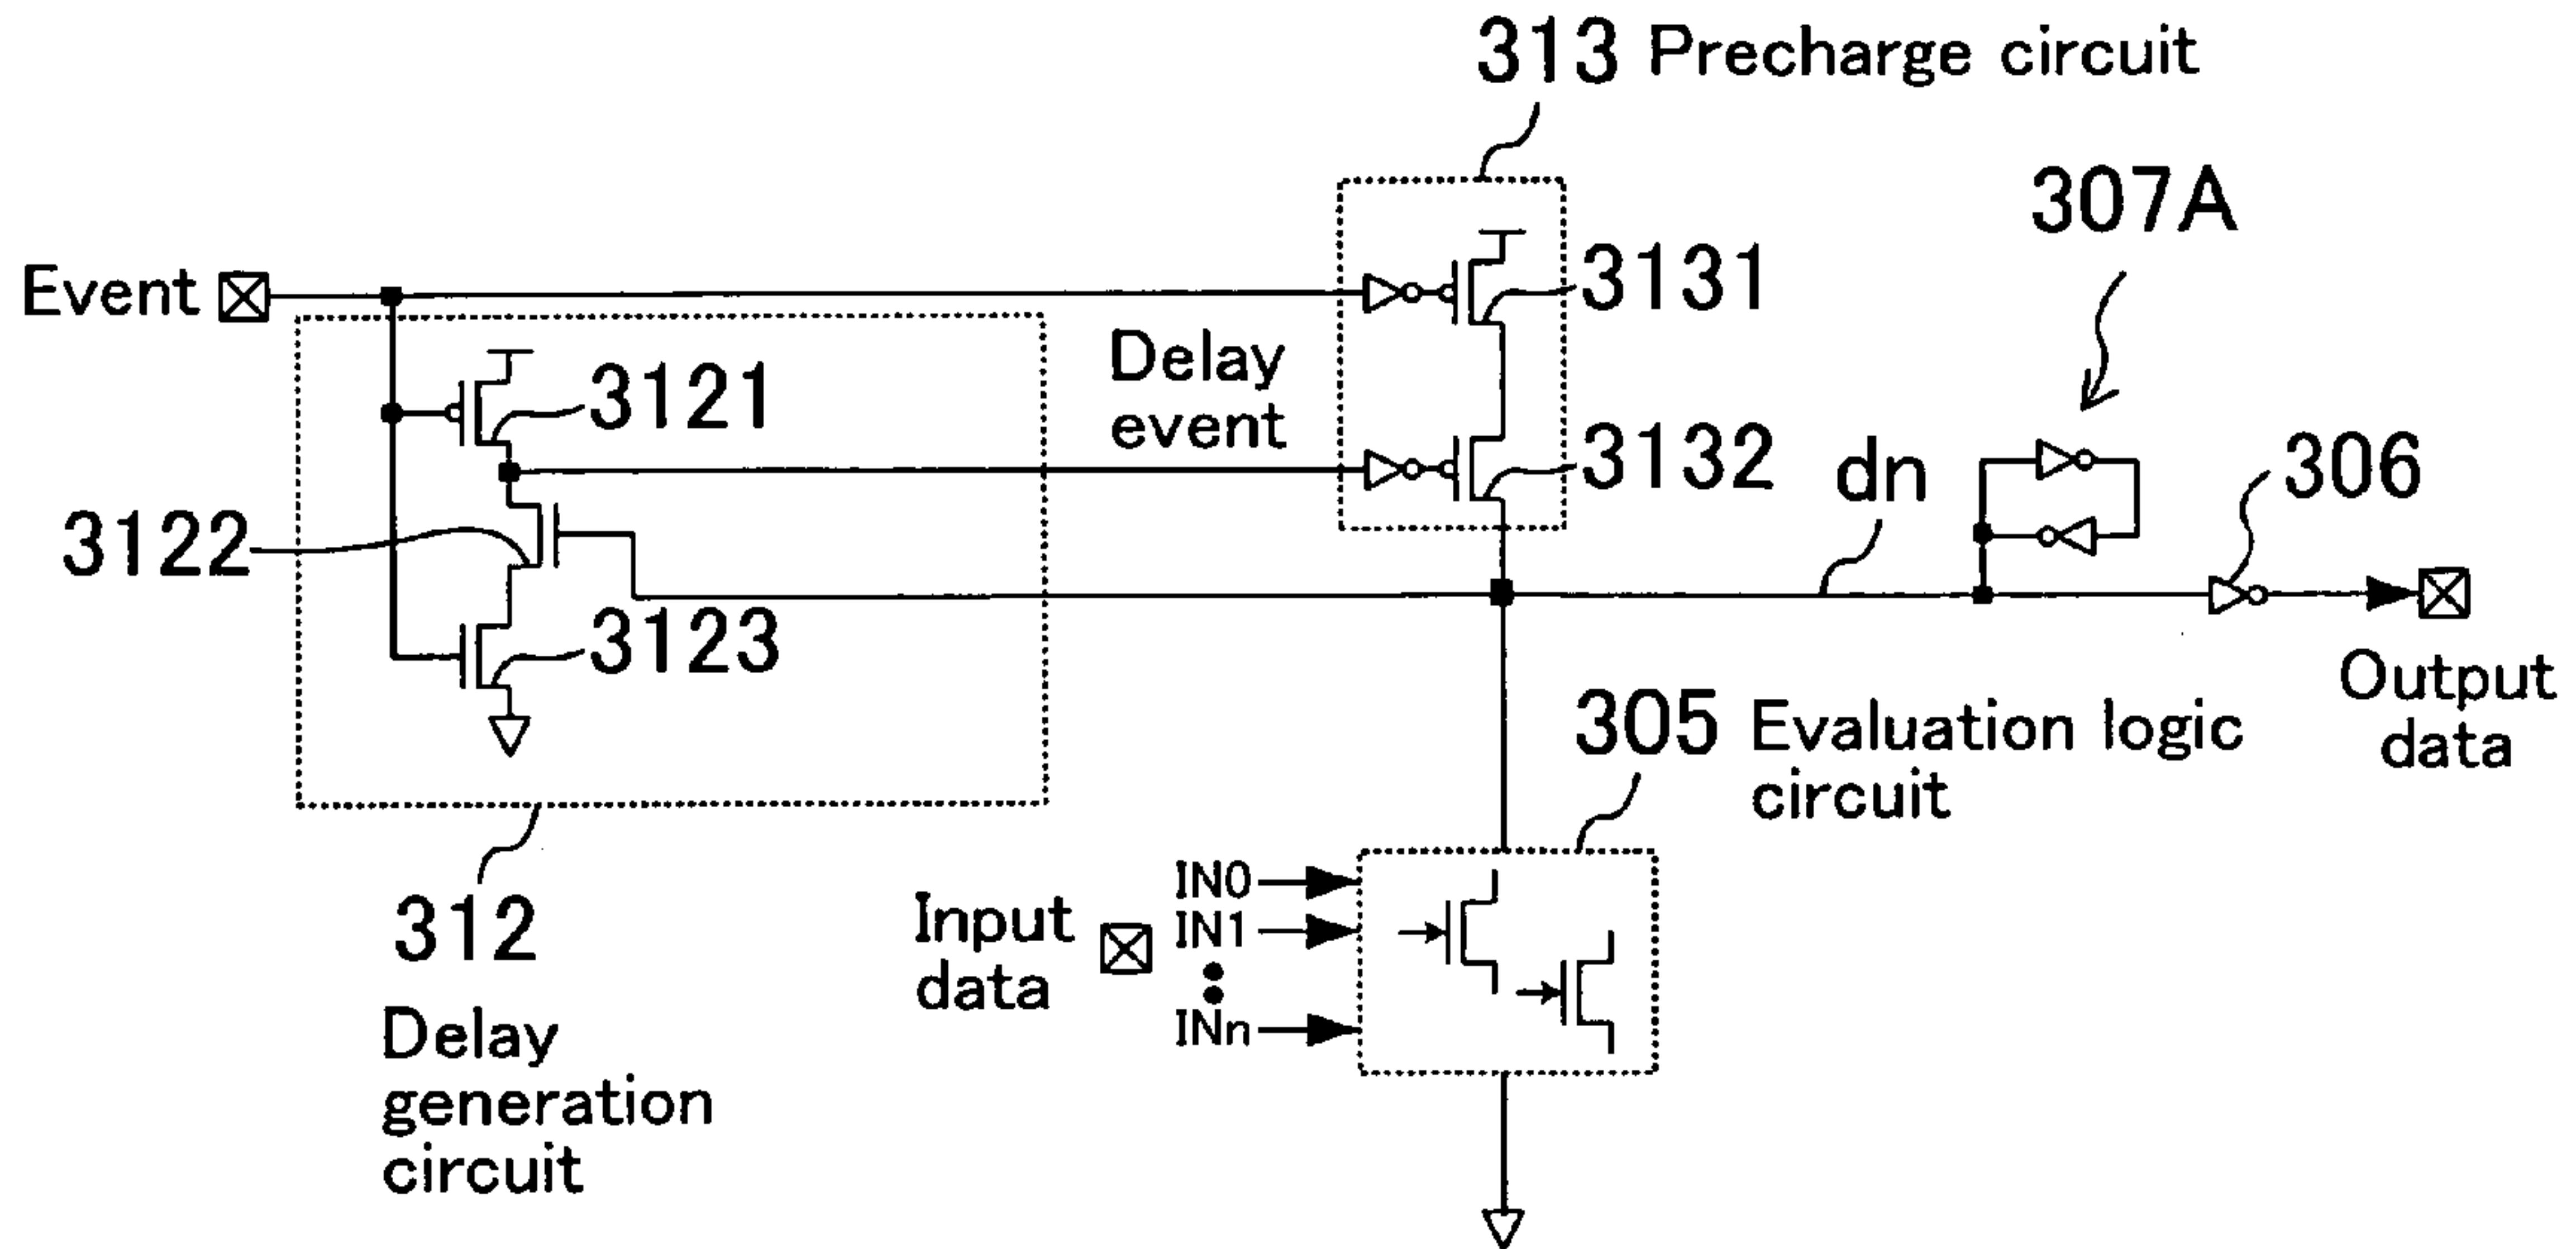 313 Precharge circuit
307A
Event
3131
3121
Delay
event
3132
dn
306
3122
3123
Output
data
305 Evaluation logic
circuit
312
Delay
generation
circuit
Input
data
IN0
IN1
INn